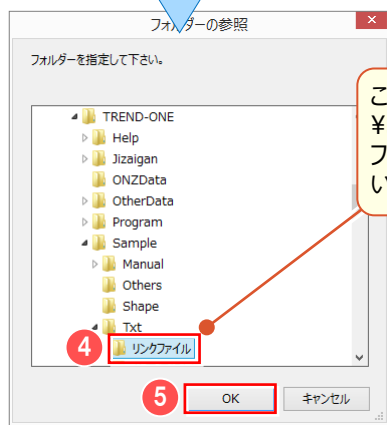 フォルダーの参照
フォルダーを指定して下さい。
TREND-ONE
Help
Jizaigan
ONZData
OtherData
Program
Sample
Manual
Others
Shape
Txt
4 リンクファイル
5 OK キャンセル
こ
¥
フ
い